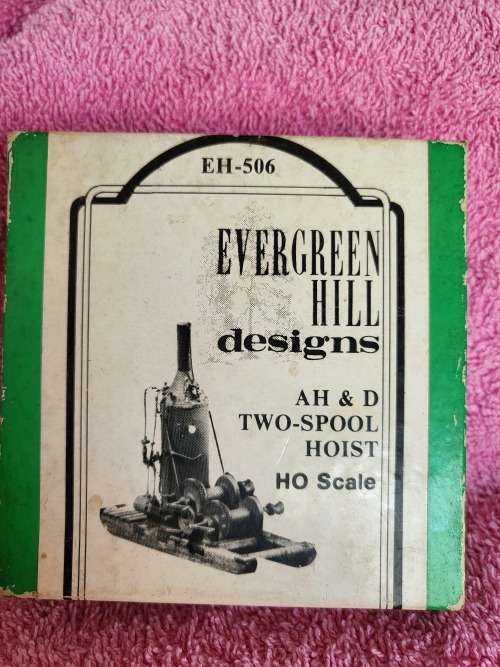 EH-506
EVERGREEN
HILL
designs
AH & D
TWO-SPOOL
HOIST
HO Scale